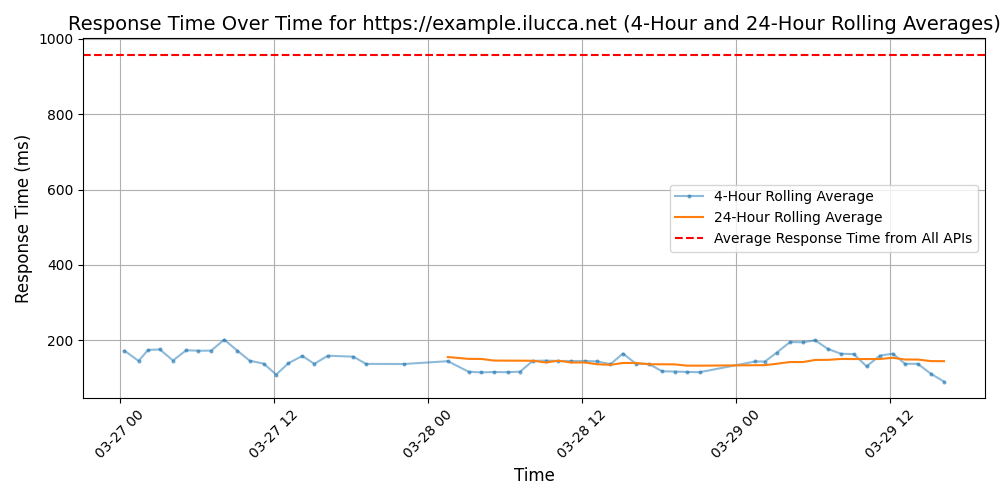 Response Time Over Time for https://example.ilucca.net (4-Hour and 24-Hour Rolling Averages)
Response Time (ms)
1000
800
600
400
200
4-Hour Rolling Average
24-Hour Rolling Average
Average Response Time from All APIs
03-27 00
03-27 12
03-28 00
03-28 12
03-29 00
03-29 12
Time